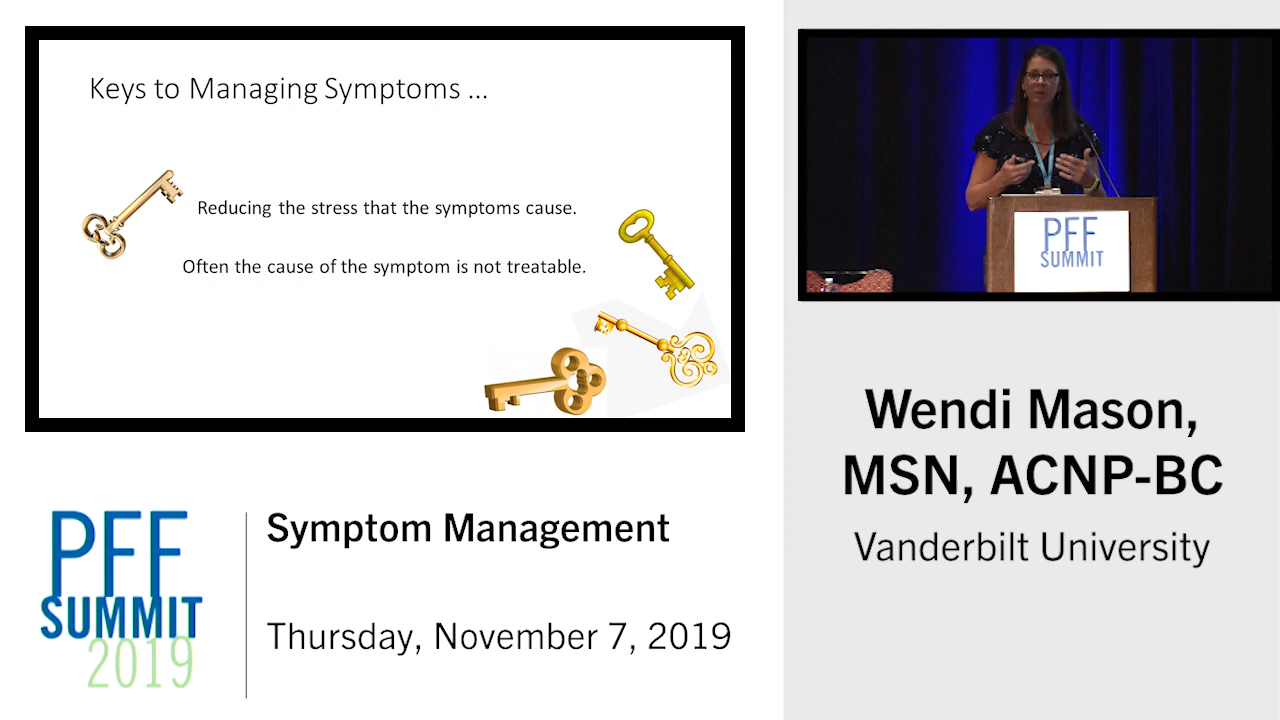 Keys to Managing Symptoms ...
Reducing the stress that the symptoms cause.
Often the cause of the symptom is not treatable.
PFF
SUMMIT
Wendi Mason,
MSN, ACNP-BC
Vanderbilt University
PFF
SUMMIT
2019
Symptom Management
Thursday, November 7, 2019